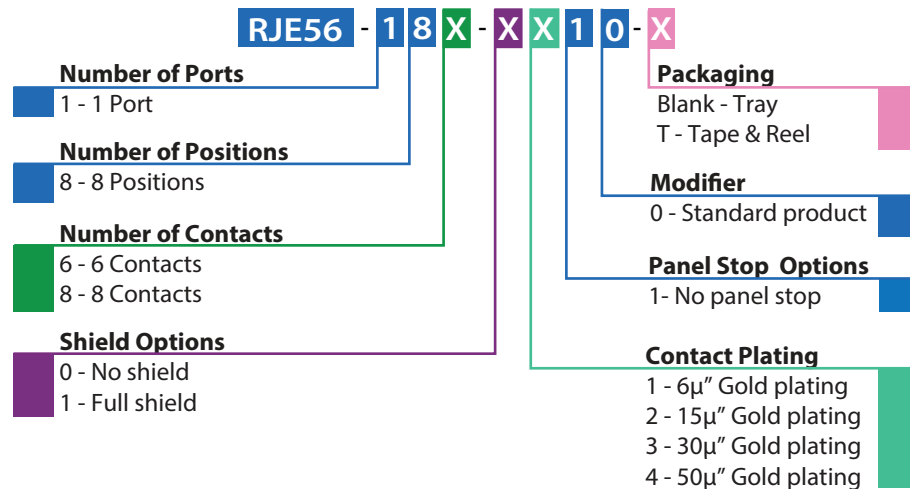 RJE56 - 1 8 X - X X 1 0 - X
Number of Ports
1 - 1 Port
Number of Positions
8 - 8 Positions
Number of Contacts
6 - 6 Contacts
8 - 8 Contacts
Shield Options
0 - No shield
1 - Full shield
Packaging
Blank - Tray
T - Tape & Reel
Modifier
0 - Standard product
Panel Stop  Options
1- No panel stop
Contact Plating
1 - 6µ” Gold plating
2 - 15µ” Gold plating
3 - 30µ” Gold plating
4 - 50µ” Gold plating